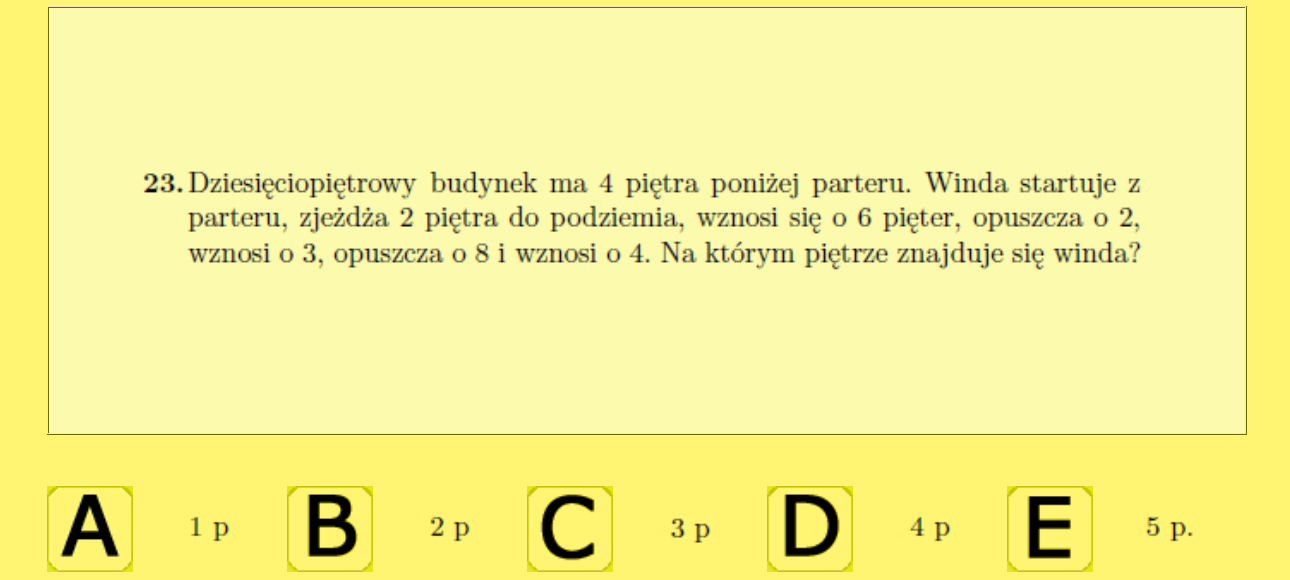 23. Dziesięciopiętrowy budynek ma 4 piętra poniżej parteru. Winda startuje z
parteru, zjeżdża 2 piętra do podziemia, wznosi się o 6 pięter, opuszcza o 2,
wznosi o 3, opuszcza o 8 i wznosi o 4. Na którym piętrze znajduje się winda?
A 1 p B 2 p C 3 p D 4 p E 5 p.